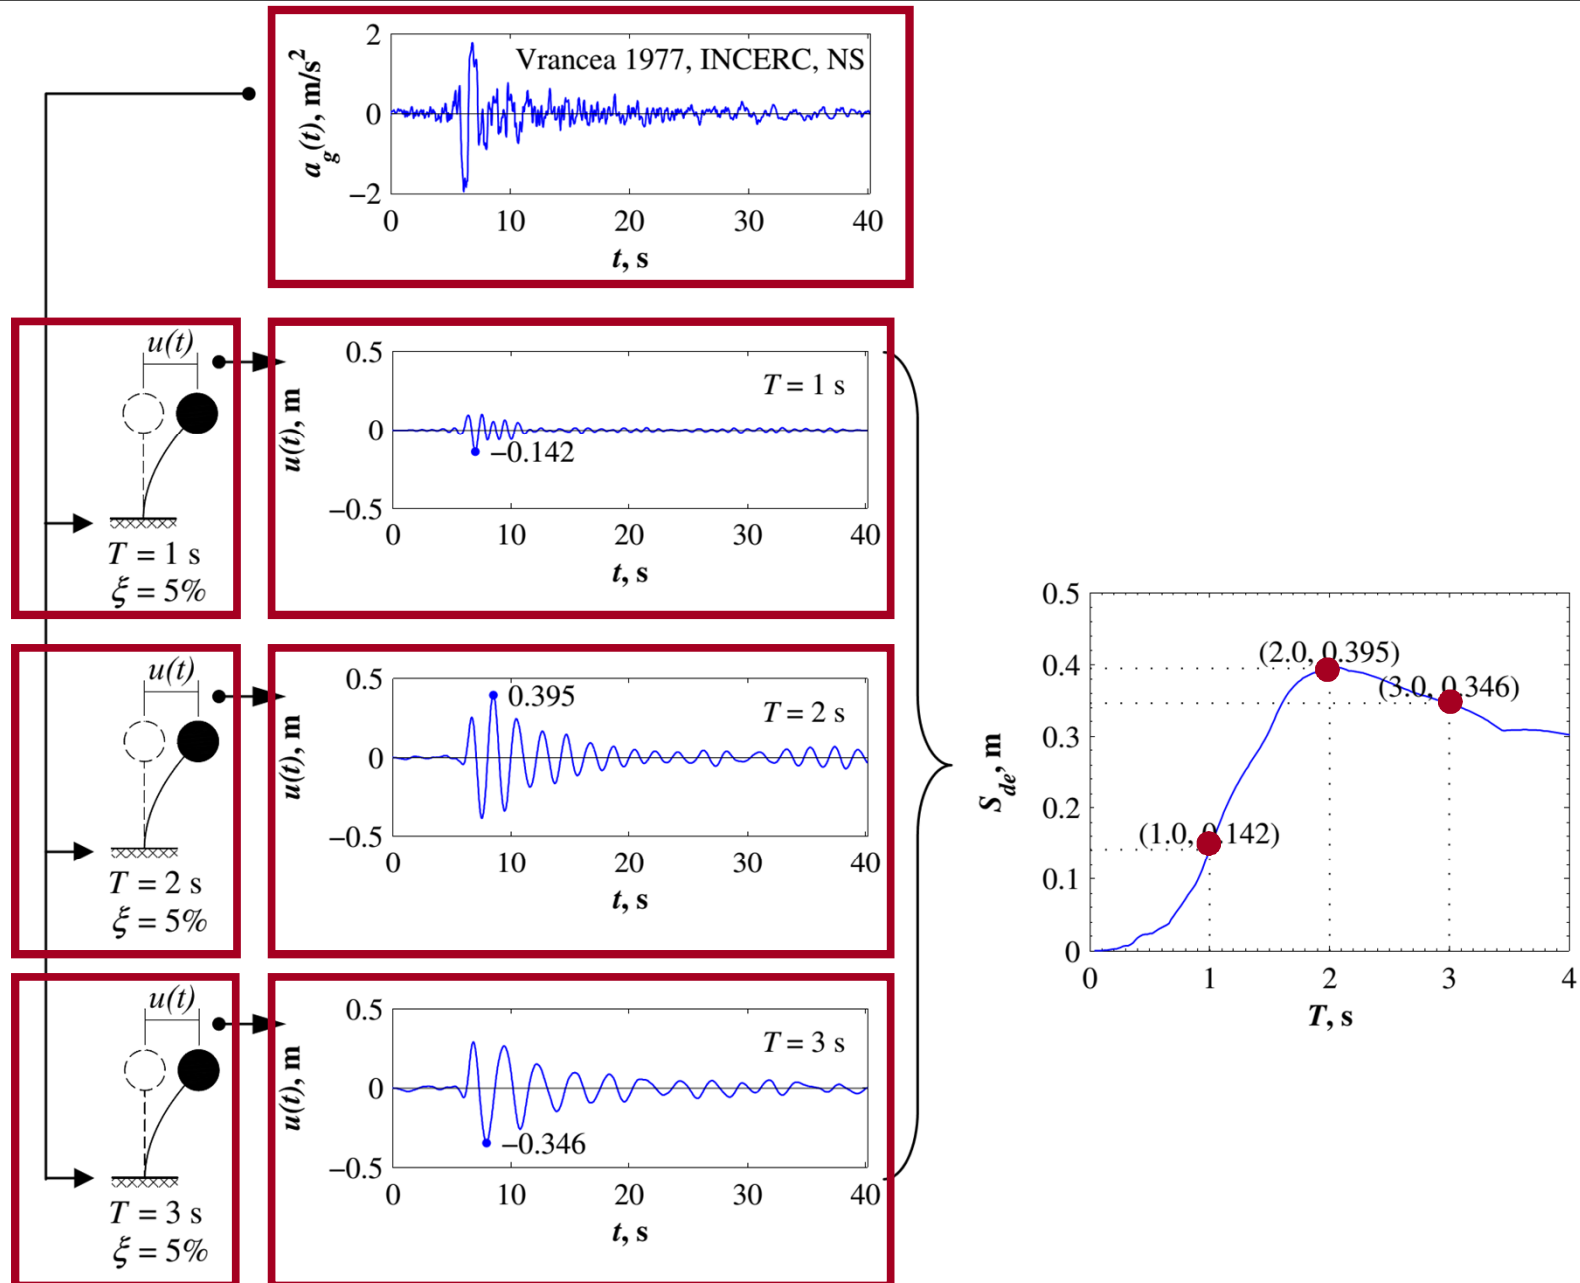 Vrancea 1977, INCERC, NS
a_g(t), m/s²
2
0
−2
0 10 20 30 40
t, s
u(t)
T = 1 s
ξ = 5%
u(t), m
0.5
0
−0.5
T = 1 s
−0.142
0 10 20 30 40
t, s
u(t)
T = 2 s
ξ = 5%
u(t), m
0.5
0
−0.5
0.395
T = 2 s
0 10 20 30 40
t, s
u(t)
T = 3 s
ξ = 5%
u(t), m
0.5
0
−0.5
T = 3 s
−0.346
0 10 20 30 40
t, s
S_de, m
0.5
0.4
0.3
0.2
0.1
0
(2.0, 0.395)
(3.0, 0.346)
(1.0, 0.142)
0 1 2 3 4
T, s